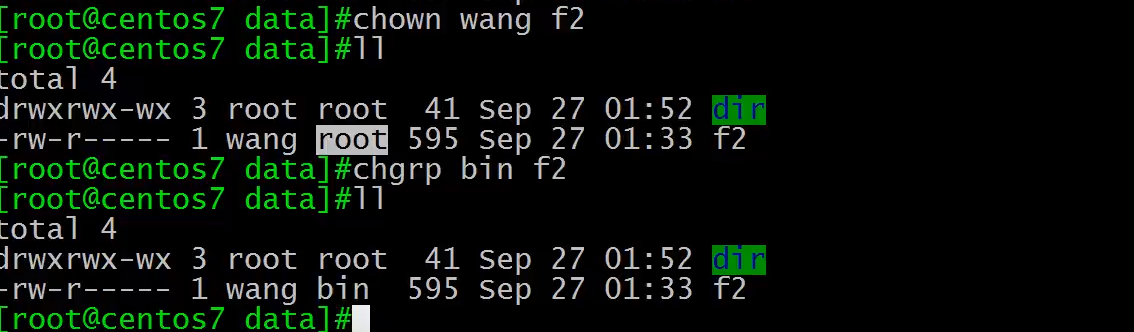 [root@centos7 data]#chown wang f2
[root@centos7 data]#ll
total 4
drwxrwx-wx 3 root root  41 Sep 27 01:52 dir
-rw-r----- 1 wang root 595 Sep 27 01:33 f2
[root@centos7 data]#chgrp bin f2
[root@centos7 data]#ll
total 4
drwxrwx-wx 3 root root  41 Sep 27 01:52 dir
-rw-r----- 1 wang bin  595 Sep 27 01:33 f2
[root@centos7 data]#